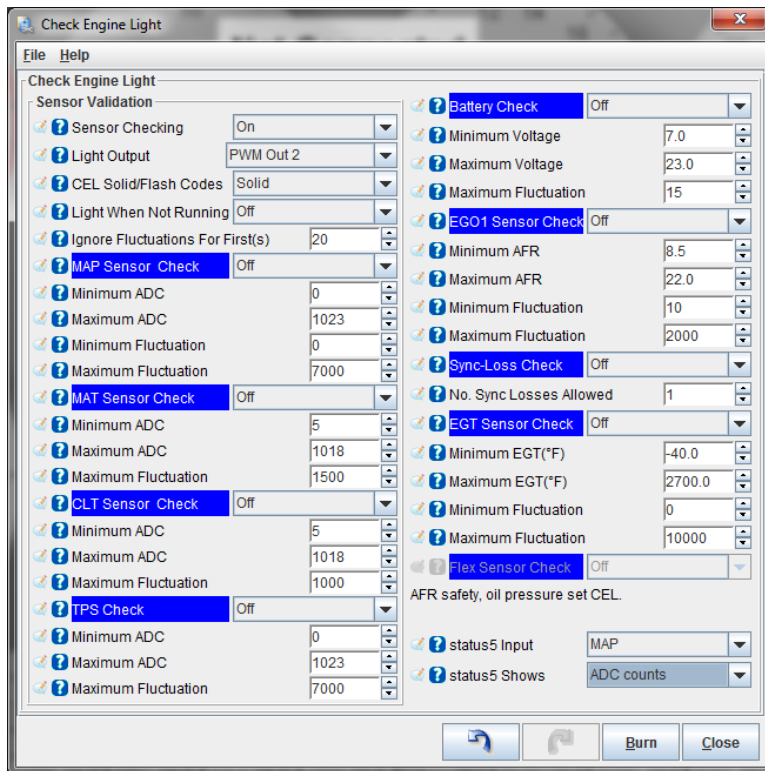 Check Engine Light
File Help
Check Engine Light
Sensor Validation
Sensor Checking On
Light Output PWM Out 2
CEL Solid/Flash Codes Solid
Light When Not Running Off
Ignore Fluctuations For First(s) 20
MAP Sensor Check Off
Minimum ADC 0
Maximum ADC 1023
Minimum Fluctuation 0
Maximum Fluctuation 7000
MAT Sensor Check Off
Minimum ADC 5
Maximum ADC 1018
Maximum Fluctuation 1500
CLT Sensor Check Off
Minimum ADC 5
Maximum ADC 1018
Maximum Fluctuation 1000
TPS Check Off
Minimum ADC 0
Maximum ADC 1023
Maximum Fluctuation 7000
Battery Check Off
Minimum Voltage 7.0
Maximum Voltage 23.0
Maximum Fluctuation 15
EGO1 Sensor Check Off
Minimum AFR 8.5
Maximum AFR 22.0
Minimum Fluctuation 10
Maximum Fluctuation 2000
Sync-Loss Check Off
No. Sync Losses Allowed 1
EGT Sensor Check Off
Minimum EGT(°F) -40.0
Maximum EGT(°F) 2700.0
Minimum Fluctuation 0
Maximum Fluctuation 10000
Flex Sensor Check Off
AFR safety, oil pressure set CEL.
status5 Input MAP
status5 Shows ADC counts
Burn Close